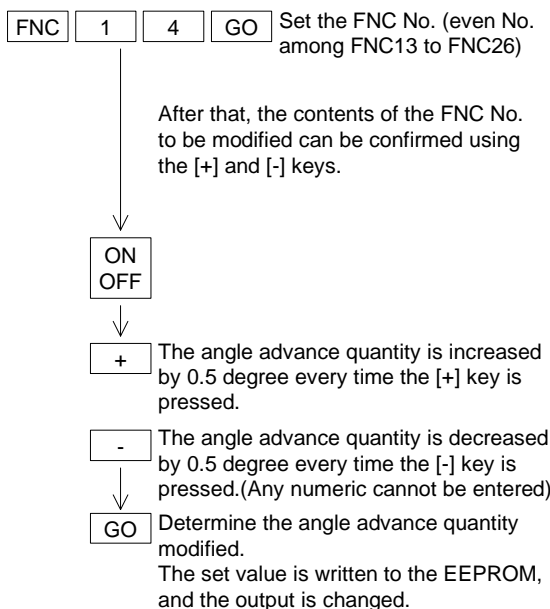 FNC 1 4 GO Set the FNC No. (even No.
among FNC13 to FNC26)
After that, the contents of the FNC No.
to be modified can be confirmed using
the [+] and [-] keys.
ON
OFF
+ The angle advance quantity is increased
by 0.5 degree every time the [+] key is
pressed.
- The angle advance quantity is decreased
by 0.5 degree every time the [-] key is
pressed.(Any numeric cannot be entered)
GO Determine the angle advance quantity
modified.
The set value is written to the EEPROM,
and the output is changed.